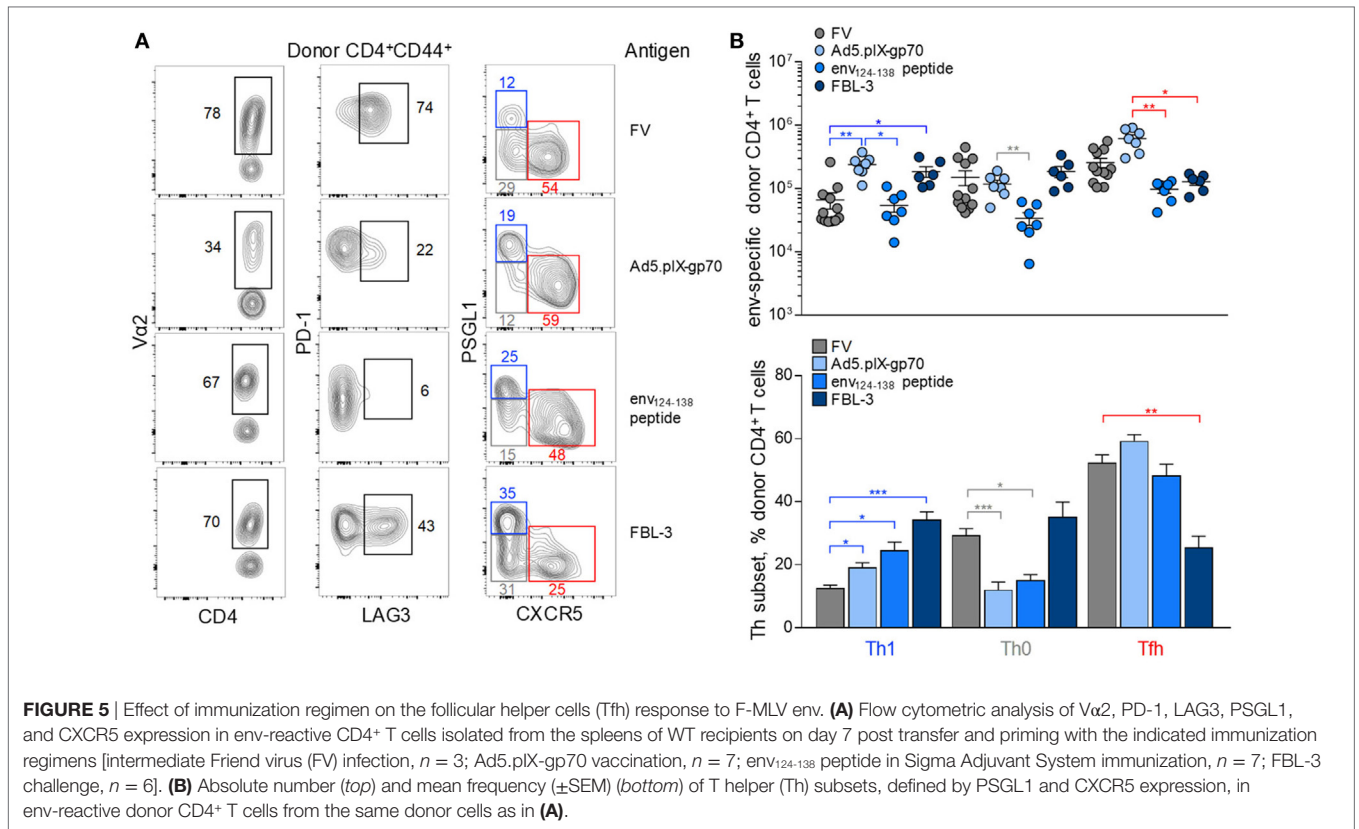 A
Donor CD4⁺CD44⁺
Antigen
78
74
12
29
54
FV
34
22
19
12
59
Ad5.pIX-gp70
67
6
25
15
48
env₁₂₄₋₁₃₈
peptide
70
43
35
31
25
FBL-3
Vα2
PD-1
PSGL1
CD4
LAG3
CXCR5
B
FV
Ad5.pIX-gp70
env₁₂₄₋₁₃₈ peptide
FBL-3
env-specific donor CD4⁺ T cells
10⁷
10⁶
10⁵
10⁴
10³
*
** *
**
*
**
FV
Ad5.pIX-gp70
env₁₂₄₋₁₃₈ peptide
FBL-3
Th subset, % donor CD4⁺ T cells
80
60
40
20
0
***
*
*
*
***
**
Th1
Th0
Tfh
FIGURE 5 | Effect of immunization regimen on the follicular helper cells (Tfh) response to F-MLV env. (A) Flow cytometric analysis of Vα2, PD-1, LAG3, PSGL1,
and CXCR5 expression in env-reactive CD4⁺ T cells isolated from the spleens of WT recipients on day 7 post transfer and priming with the indicated immunization
regimens [intermediate Friend virus (FV) infection, n = 3; Ad5.pIX-gp70 vaccination, n = 7; env₁₂₄₋₁₃₈ peptide in Sigma Adjuvant System immunization, n = 7; FBL-3
challenge, n = 6]. (B) Absolute number (top) and mean frequency (±SEM) (bottom) of T helper (Th) subsets, defined by PSGL1 and CXCR5 expression, in
env-reactive donor CD4⁺ T cells from the same donor cells as in (A).